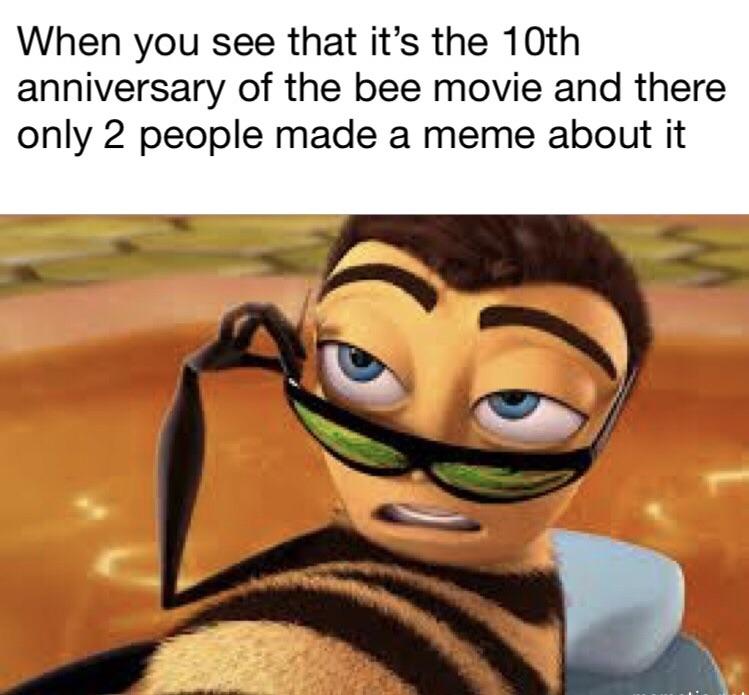 When you see that it’s the 10th
anniversary of the bee movie and there
only 2 people made a meme about it